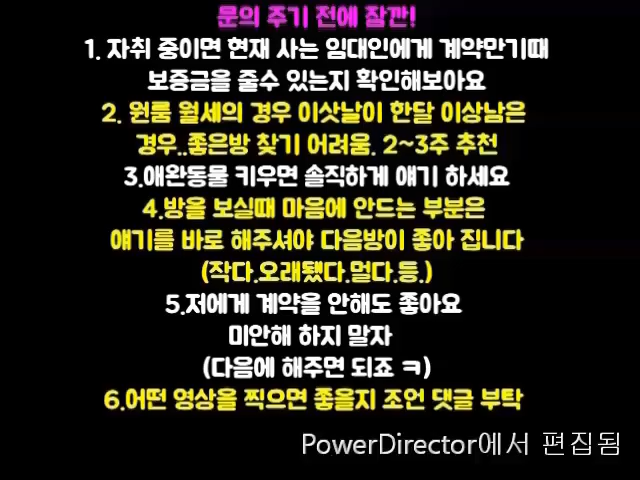 문의 주기 전에 잠깐!
1. 자취 중이면 현재 사는 임대인에게 계약만기때
보증금을 줄수 있는지 확인해보아요
2. 원룸 월세의 경우 이삿날이 한달 이상남은
경우..좋은방 찾기 어려움. 2~3주 추천
3.애완동물 키우면 솔직하게 얘기 하세요
4.방을 보실때 마음에 안드는 부분은
얘기를 바로 해주셔야 다음방이 좋아 집니다
(작다.오래됐다.멀다.등.)
5.저에게 계약을 안해도 좋아요
미안해 하지 말자
(다음에 해주면 되죠 ㅋ)
6.어떤 영상을 찍으면 좋을지 조언 댓글 부탁
PowerDirector에서 편집됨